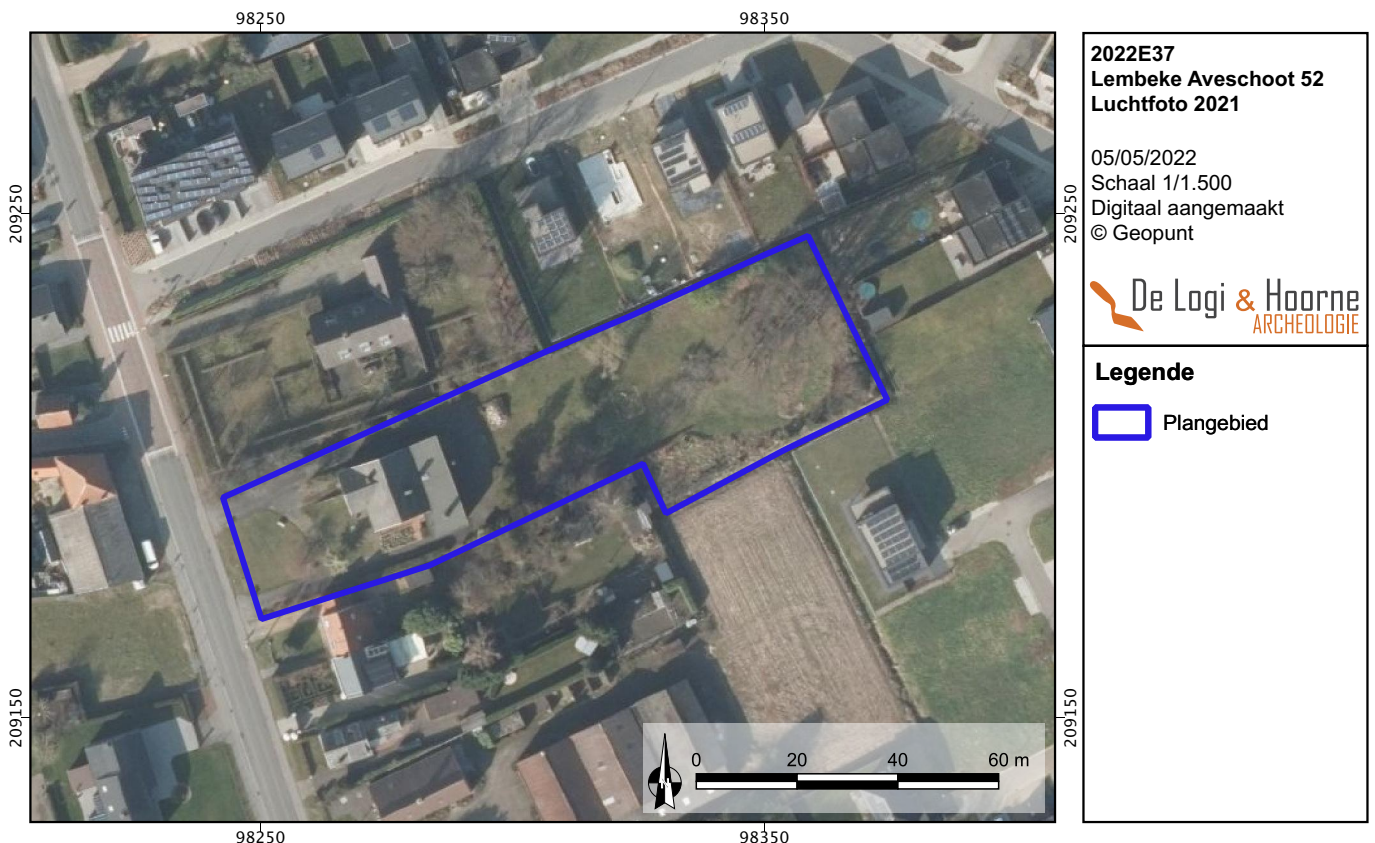 98250
98350
209250
209250
209150
209150
98250
98350
0 20 40 60 m
2022E37
Lembeke Aveschoot 52
Luchtfoto 2021
05/05/2022
Schaal 1/1.500
Digitaal aangemaakt
© Geopunt
De Logi & Hoorne
ARCHEOLOGIE
Legende
Plangebied